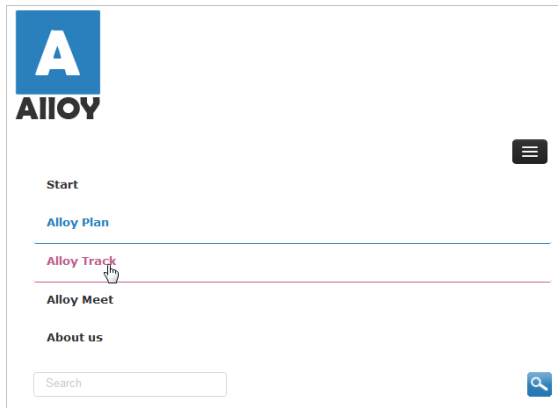 A
AllOY
Start
Alloy Plan
Alloy Track
Alloy Meet
About us
Search